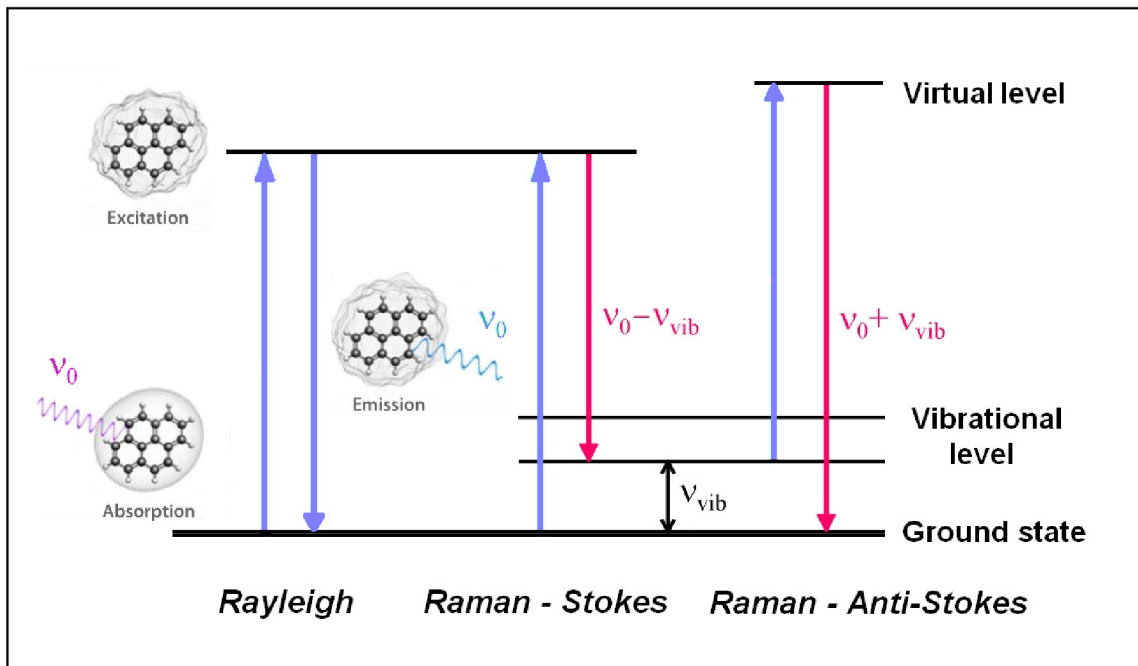 Virtual level
Excitation
ν0
ν0−νvib
ν0+ νvib
ν0
Emission
Vibrational
level
νvib
Absorption
Ground state
Rayleigh
Raman - Stokes
Raman - Anti-Stokes